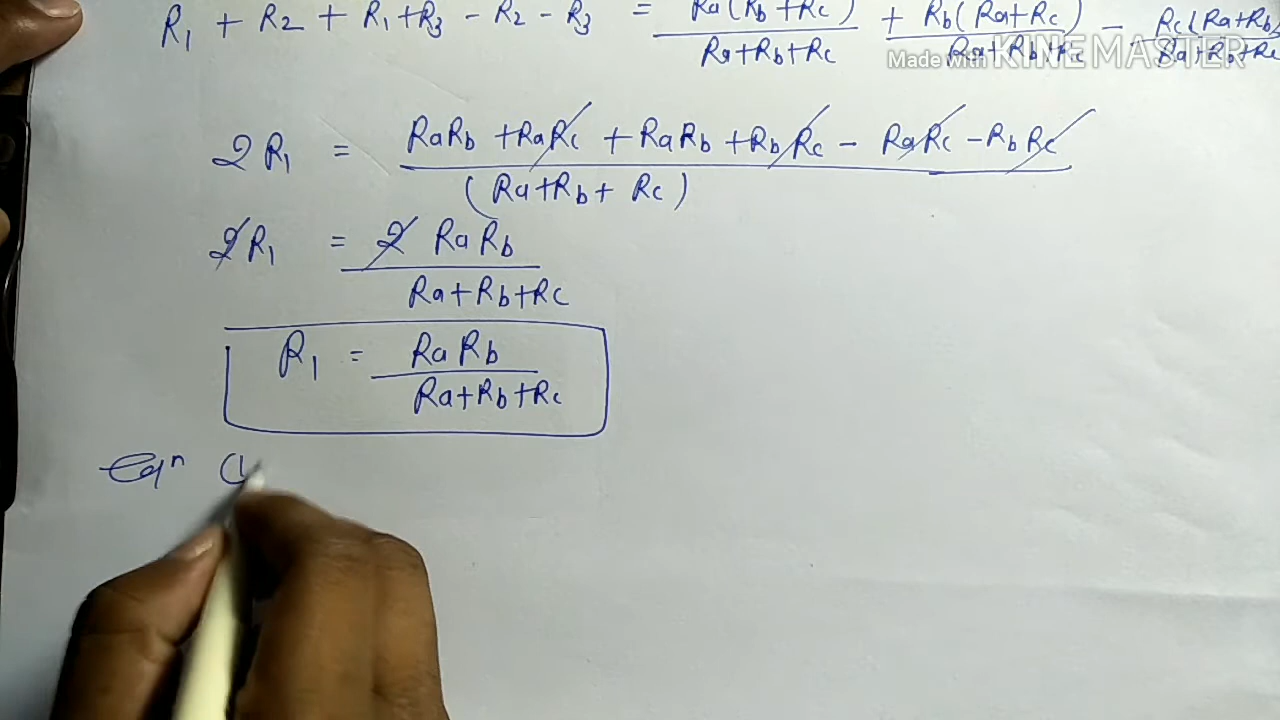 R1 + R2 + R1 + R3 - R2 - R3 = Ra(Rb+Rc) / Ra+Rb+Rc + Rb(Ra+Rc) / Ra+Rb+Rc - Rc(Ra+Rb) / Ra+Rb+Rc
Made with KINEMASTER
2R1 = RaRb + RaRc + RaRb + RbRc - RaRc - RbRc / (Ra+Rb+Rc)
2R1 = 2 RaRb / Ra+Rb+Rc
R1 = RaRb / Ra+Rb+Rc
Eqn (